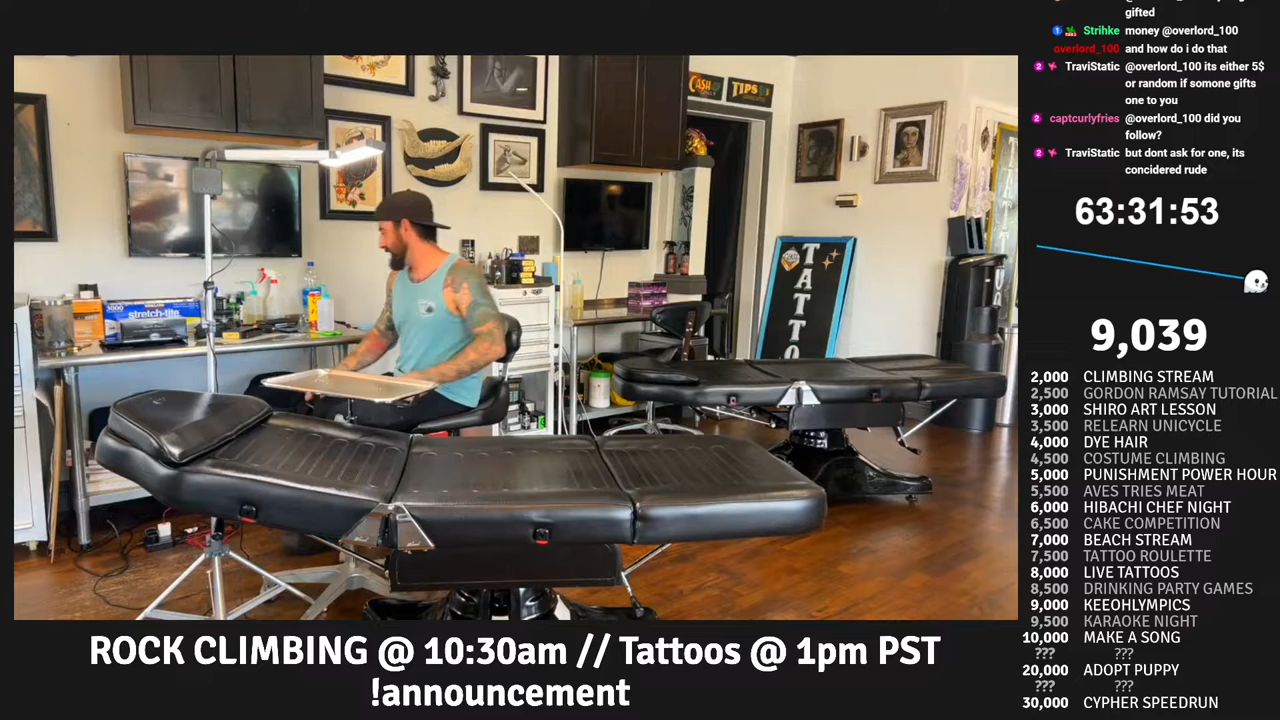 gifted
Strihke money @overlord_100
overlord_100 and how do i do that
TraviStatic @overlord_100 its either 5$
or random if somone gifts
one to you
captcurlyfries @overlord_100 did you
follow?
TraviStatic but dont ask for one, its
concidered rude
63:31:53
9,039
2,000 CLIMBING STREAM
2,500 GORDON RAMSAY TUTORIAL
3,000 SHIRO ART LESSON
3,500 RELEARN UNICYCLE
4,000 DYE HAIR
4,500 COSTUME CLIMBING
5,000 PUNISHMENT POWER HOUR
5,500 AVES TRIES MEAT
6,000 HIBACHI CHEF NIGHT
6,500 CAKE COMPETITION
7,000 BEACH STREAM
7,500 TATTOO ROULETTE
8,000 LIVE TATTOOS
8,500 DRINKING PARTY GAMES
9,000 KEEOHLYMPICS
9,500 KARAOKE NIGHT
10,000 MAKE A SONG
??? ???
20,000 ADOPT PUPPY
??? ???
30,000 CYPHER SPEEDRUN
CASH
TIPS
TATTO
3000
stretch-tite
ROCK CLIMBING @ 10:30am // Tattoos @ 1pm PST
!announcement